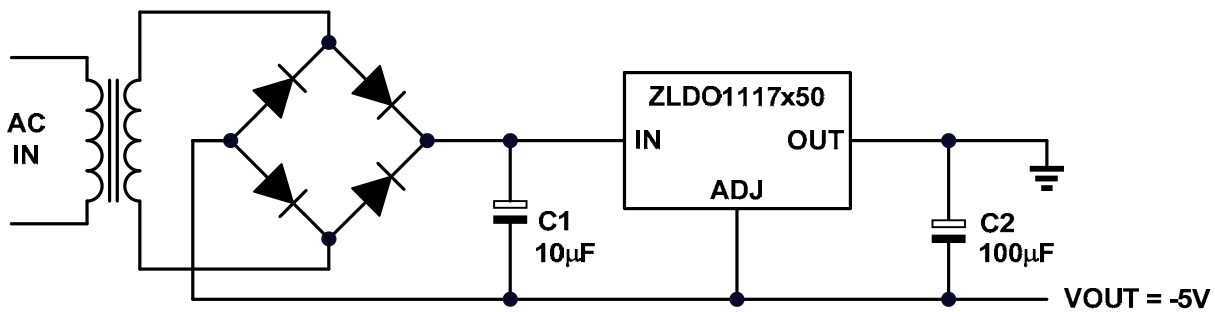 AC
IN
ZLDO1117x50
IN
OUT
ADJ
C1
10µF
C2
100µF
VOUT = -5V